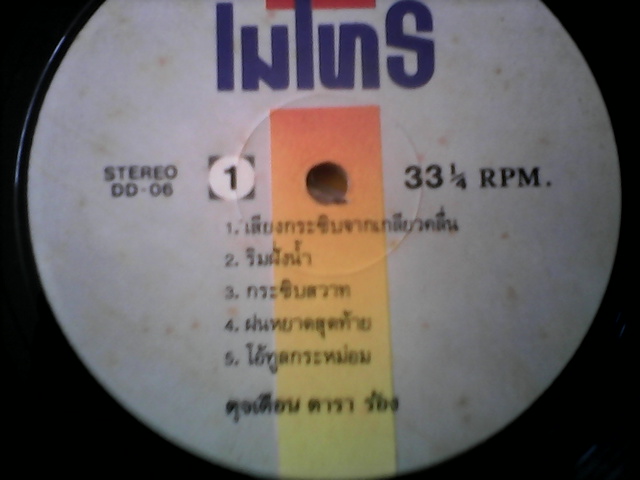 เมโทร
STEREO
DD-06
1
33 1/4 RPM.
1. เสียงกระซิบจากเกลียวคลื่น
2. ริมฝั่งน้ำ
3. กระซิบสวาท
4. ฝนหยาดสุดท้าย
5. โอ้ทูลกระหม่อม
ดุจเดือน ดารา ร้อง